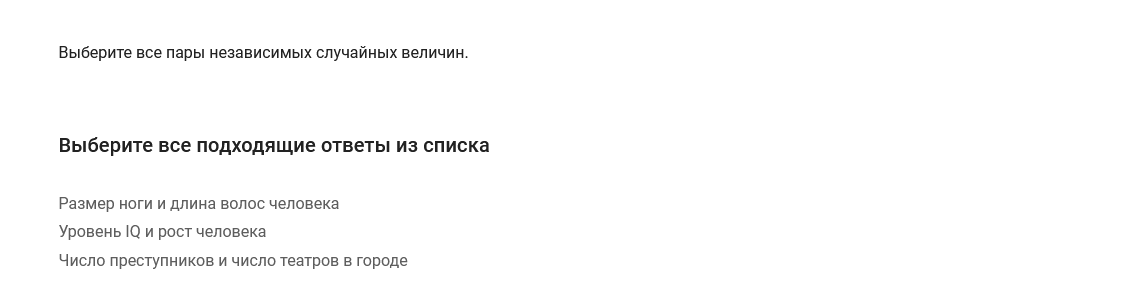 Выберите все пары независимых случайных величин.
Выберите все подходящие ответы из списка
Размер ноги и длина волос человека
Уровень IQ и рост человека
Число преступников и число театров в городе